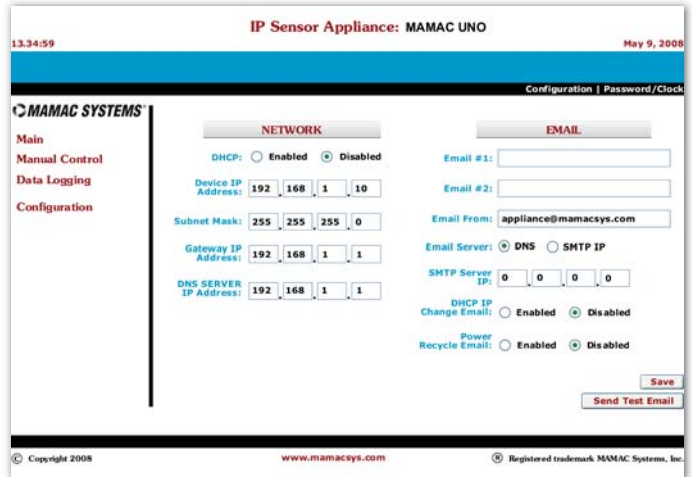 IP Sensor Appliance: MAMAC UNO
13.34:59 May 9, 2008
Configuration | Password/Clock
MAMAC SYSTEMS
Main
Manual Control
Data Logging
Configuration
NETWORK
DHCP: Enabled Disabled
Device IP
Address: 192 . 168 . 1 . 10
Subnet Mask: 255 . 255 . 255 . 0
Gateway IP
Address: 192 . 168 . 1 . 1
DNS SERVER
IP Address: 192 . 168 . 1 . 1
EMAIL
Email #1:
Email #2:
Email From: appliance@mamacsys.com
Email Server: DNS SMTP IP
SMTP Server
IP: 0 . 0 . 0 . 0
DHCP IP
Change Email: Enabled Disabled
Power
Recycle Email: Enabled Disabled
Save
Send Test Email
© Copyright 2008 www.mamacsys.com ® Registered trademark MAMAC Systems, Inc.